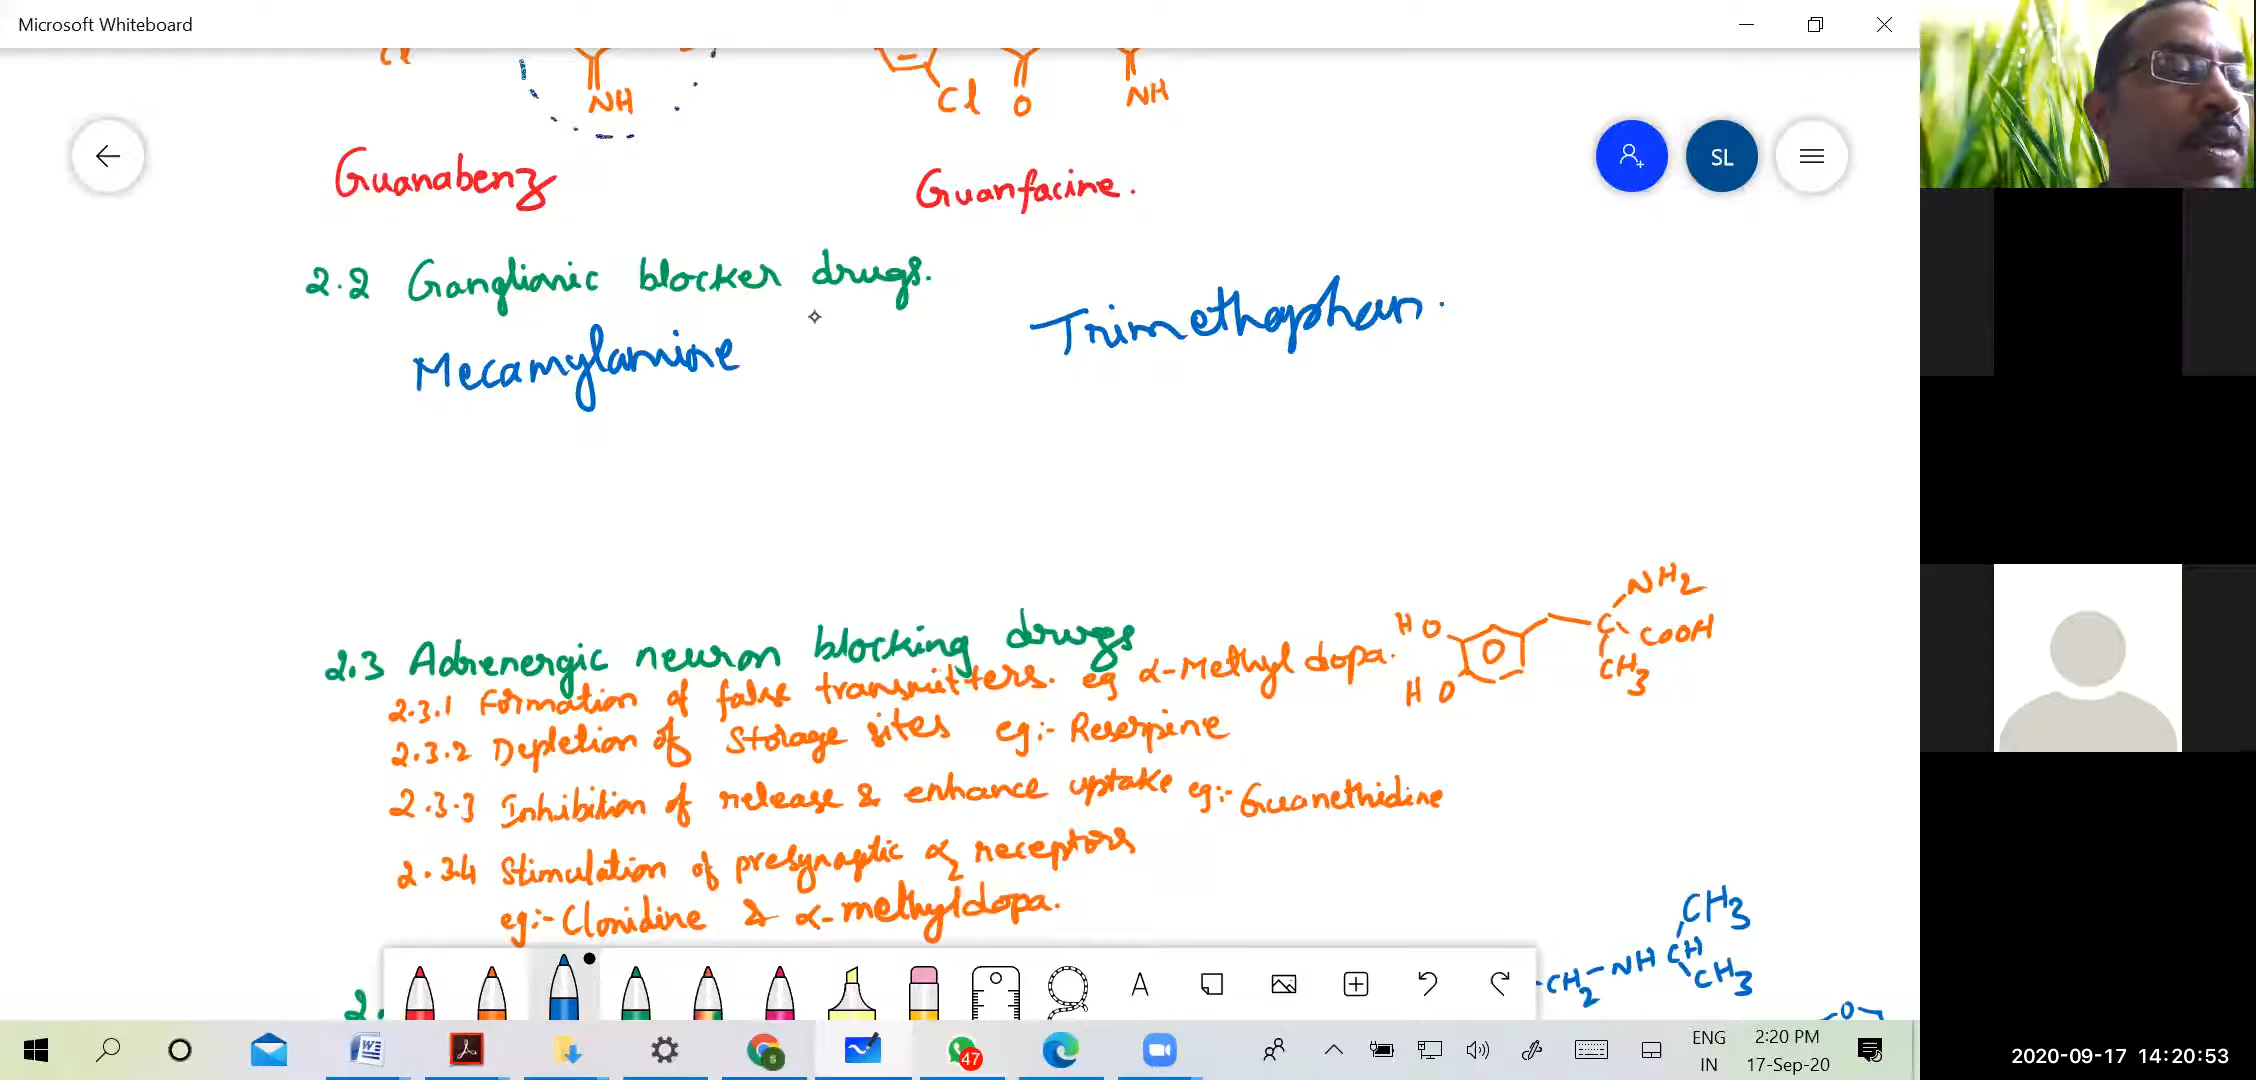 Microsoft Whiteboard
Cl
NH
Cl O NH
Guanabenz
Guanfacine.
SL
2.2 Ganglionic blocker drugs.
Mecamylamine
Trimethaphan.
2.3 Adrenergic neuron blocking drugs
2.3.1 Formation of false transmitters. eg α-Methyl dopa.
HO
HO
NH2
C COOH
CH3
2.3.2 Depletion of Storage sites eg:- Reserpine
2.3.3 Inhibition of release & enhance uptake eg:- Guanethidine
2.3.4 Stimulation of presynaptic α2 receptors
eg:- Clonidine & α-methyldopa.
CH3
-CH2-NH CH
CH3
O
2.
A
47
ENG
IN
2:20 PM
17-Sep-20
2020-09-17 14:20:53